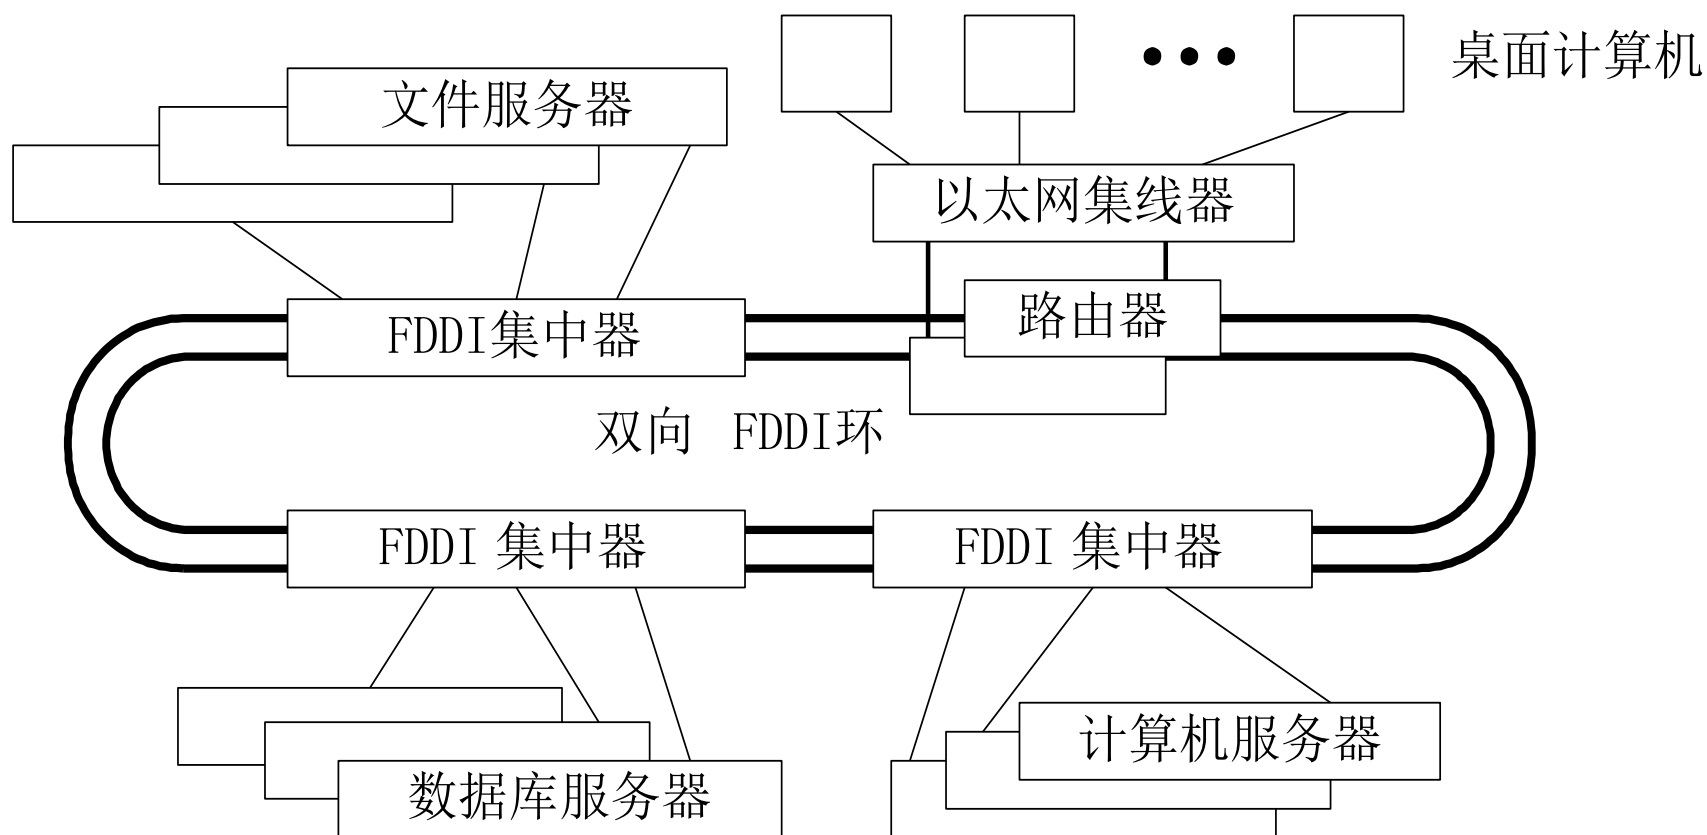 桌面计算机
文件服务器
以太网集线器
路由器
FDDI集中器
双向 FDDI环
FDDI 集中器
FDDI 集中器
计算机服务器
数据库服务器